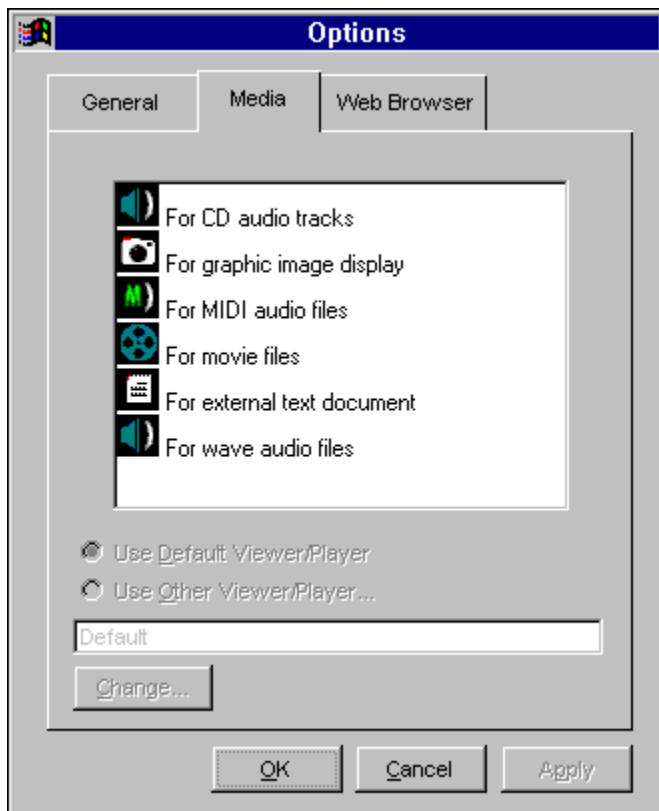 Options
General Media Web Browser
For CD audio tracks
For graphic image display
For MIDI audio files
For movie files
For external text document
For wave audio files
Use Default Viewer/Player
Use Other Viewer/Player...
Default
Change...
OK Cancel Apply